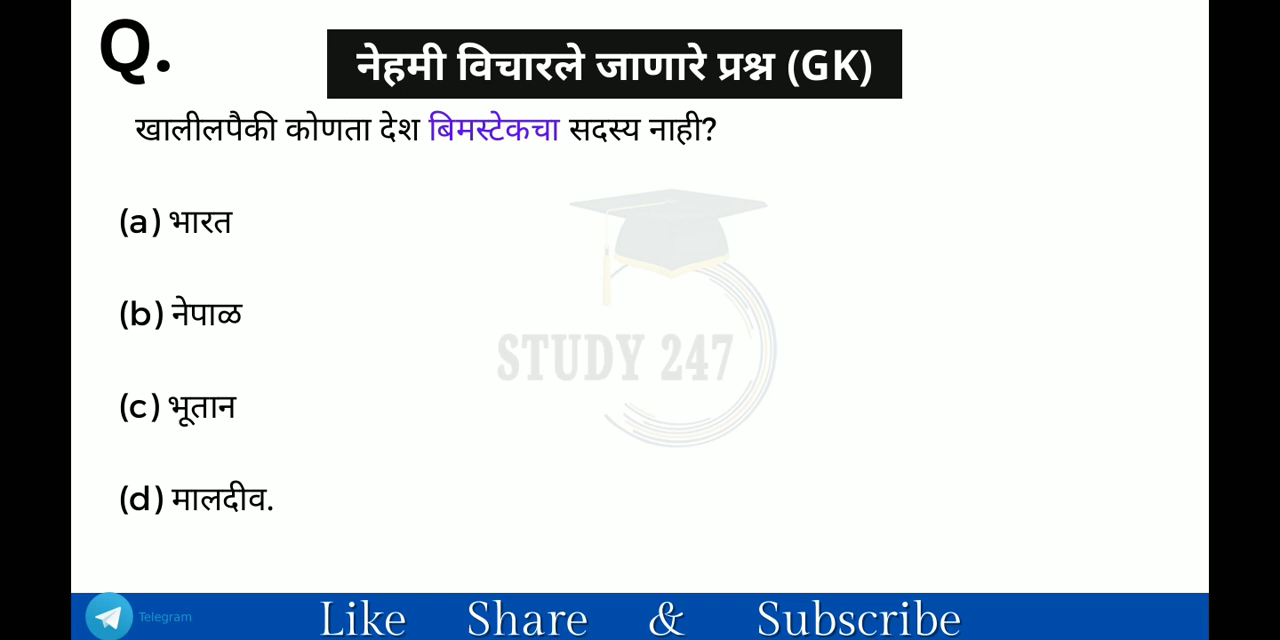 Q.
नेहमी विचारले जाणारे प्रश्न (GK)
खालीलपैकी कोणता देश बिमस्टेकचा सदस्य नाही?
(a) भारत
(b) नेपाळ
STUDY 247
(c) भूतान
(d) मालदीव.
Telegram
Like Share & Subscribe